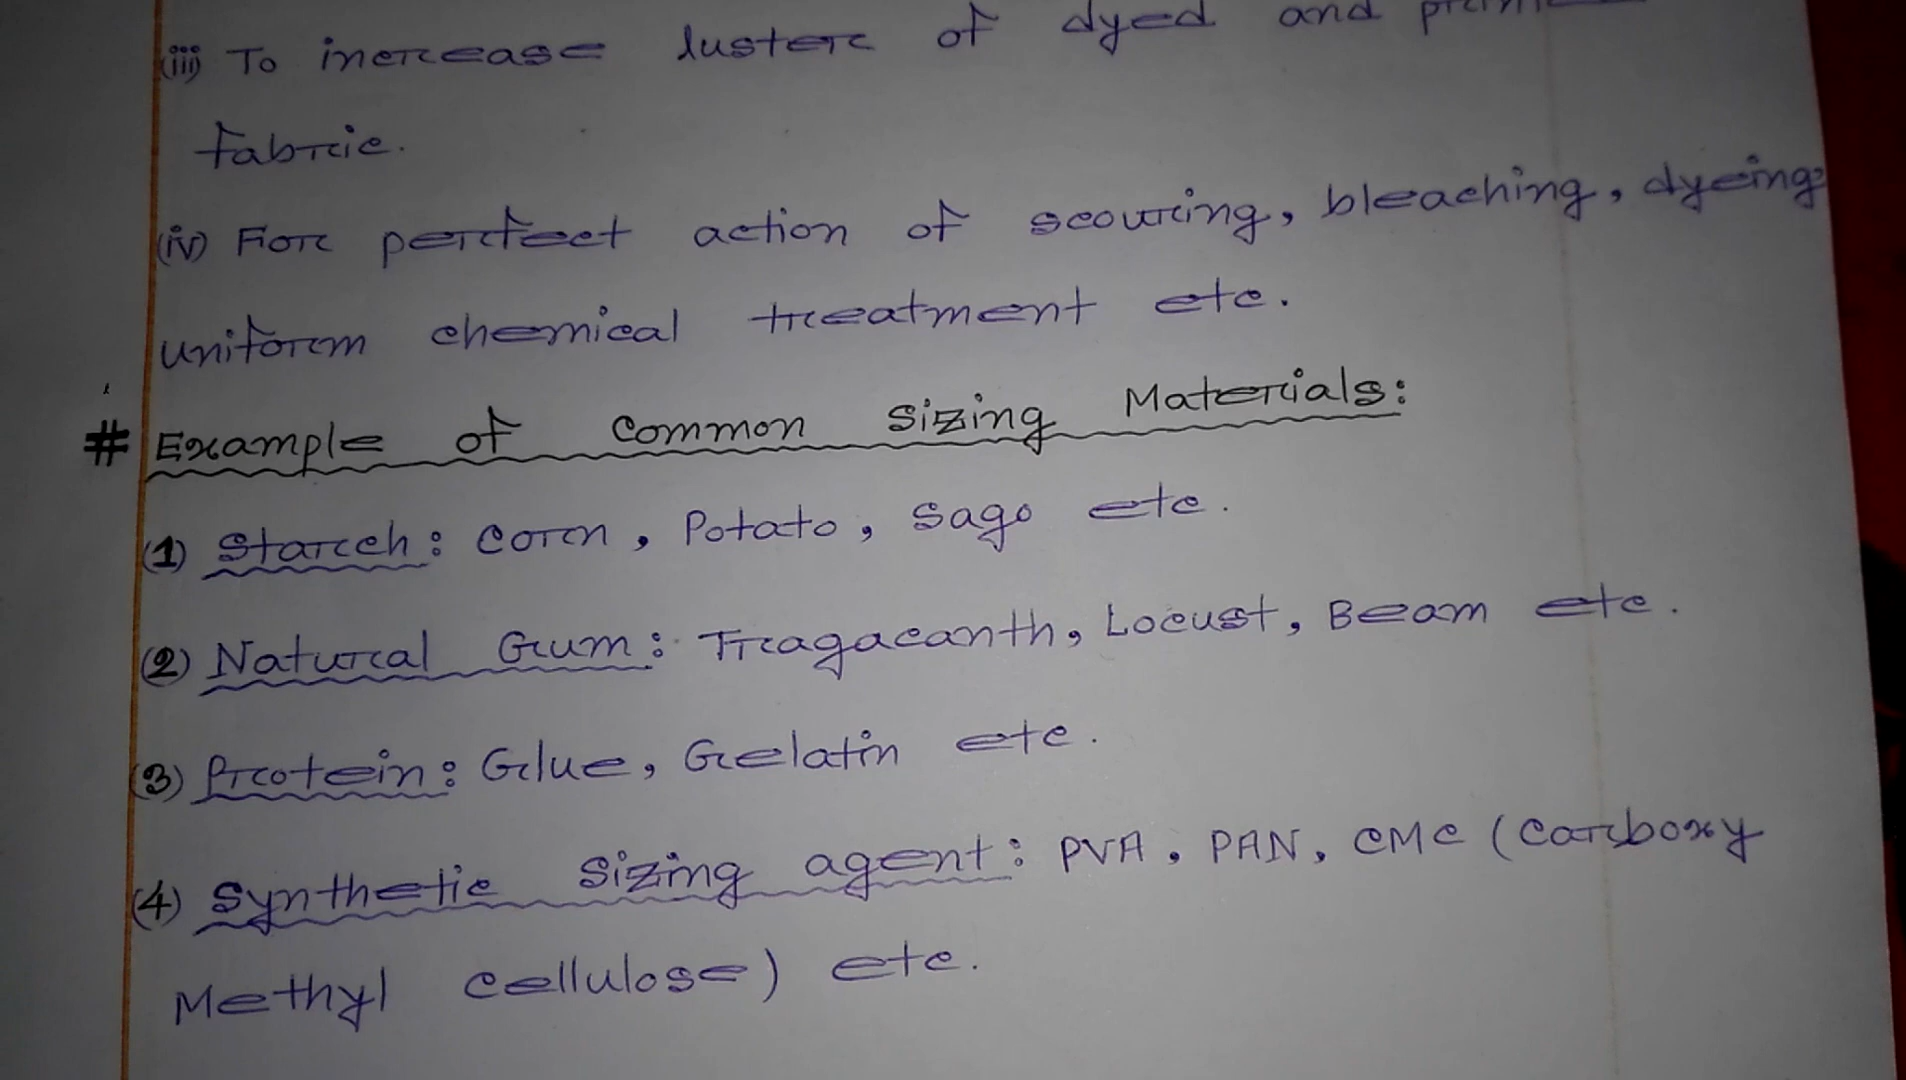 (iii) To increase luster of dyed and
fabric.
(iv) For perfect action of scouring, bleaching, dyeing,
uniform chemical treatment etc.
# Example of Common Sizing Materials:
(1) Starch: Corn, Potato, Sago etc.
(2) Natural Gum: Tragacanth, Locust, Beam etc.
(3) Protein: Glue, Gelatin etc.
(4) Synthetic Sizing agent: PVA, PAN, CMC (Carboxy
Methyl cellulose) etc.